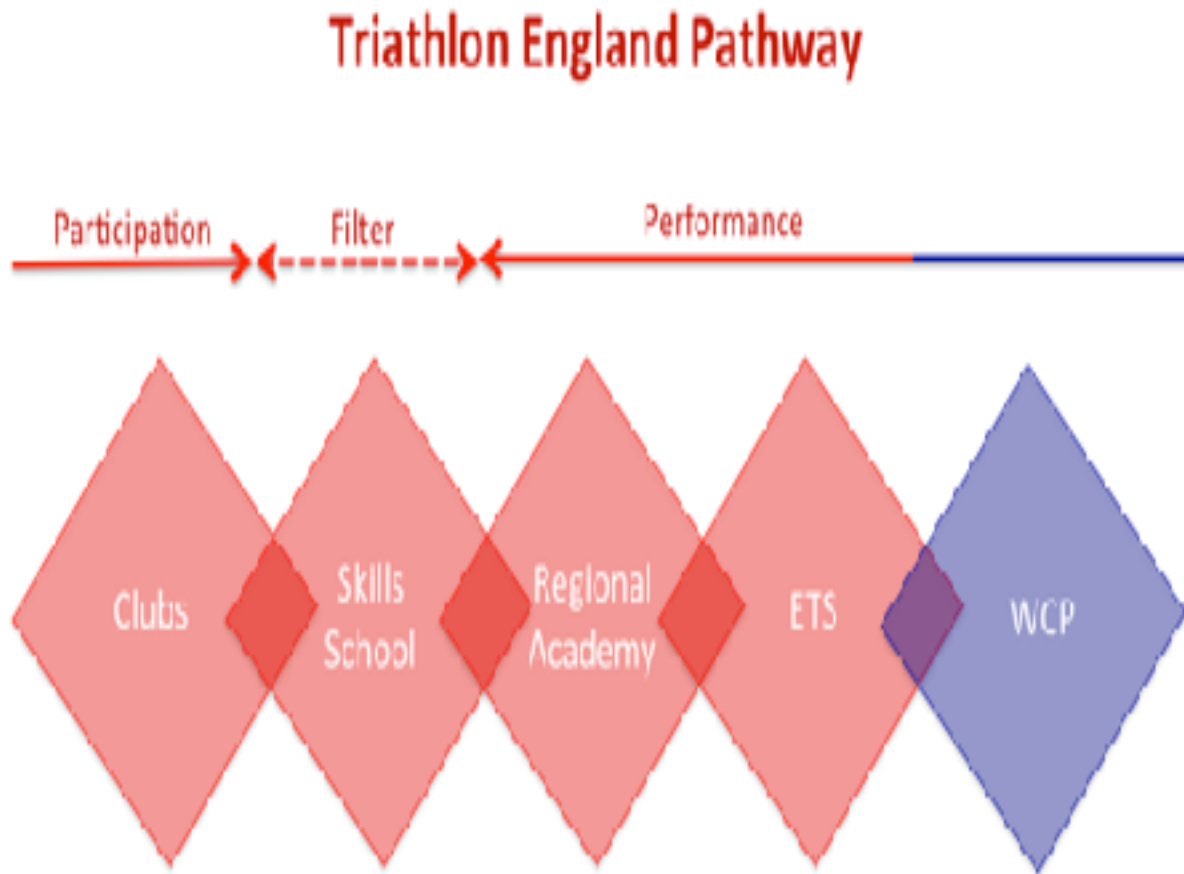 Triathlon England Pathway
Participation
Filter
Performance
Clubs
Skills
School
Regional
Academy
ETS
WCP